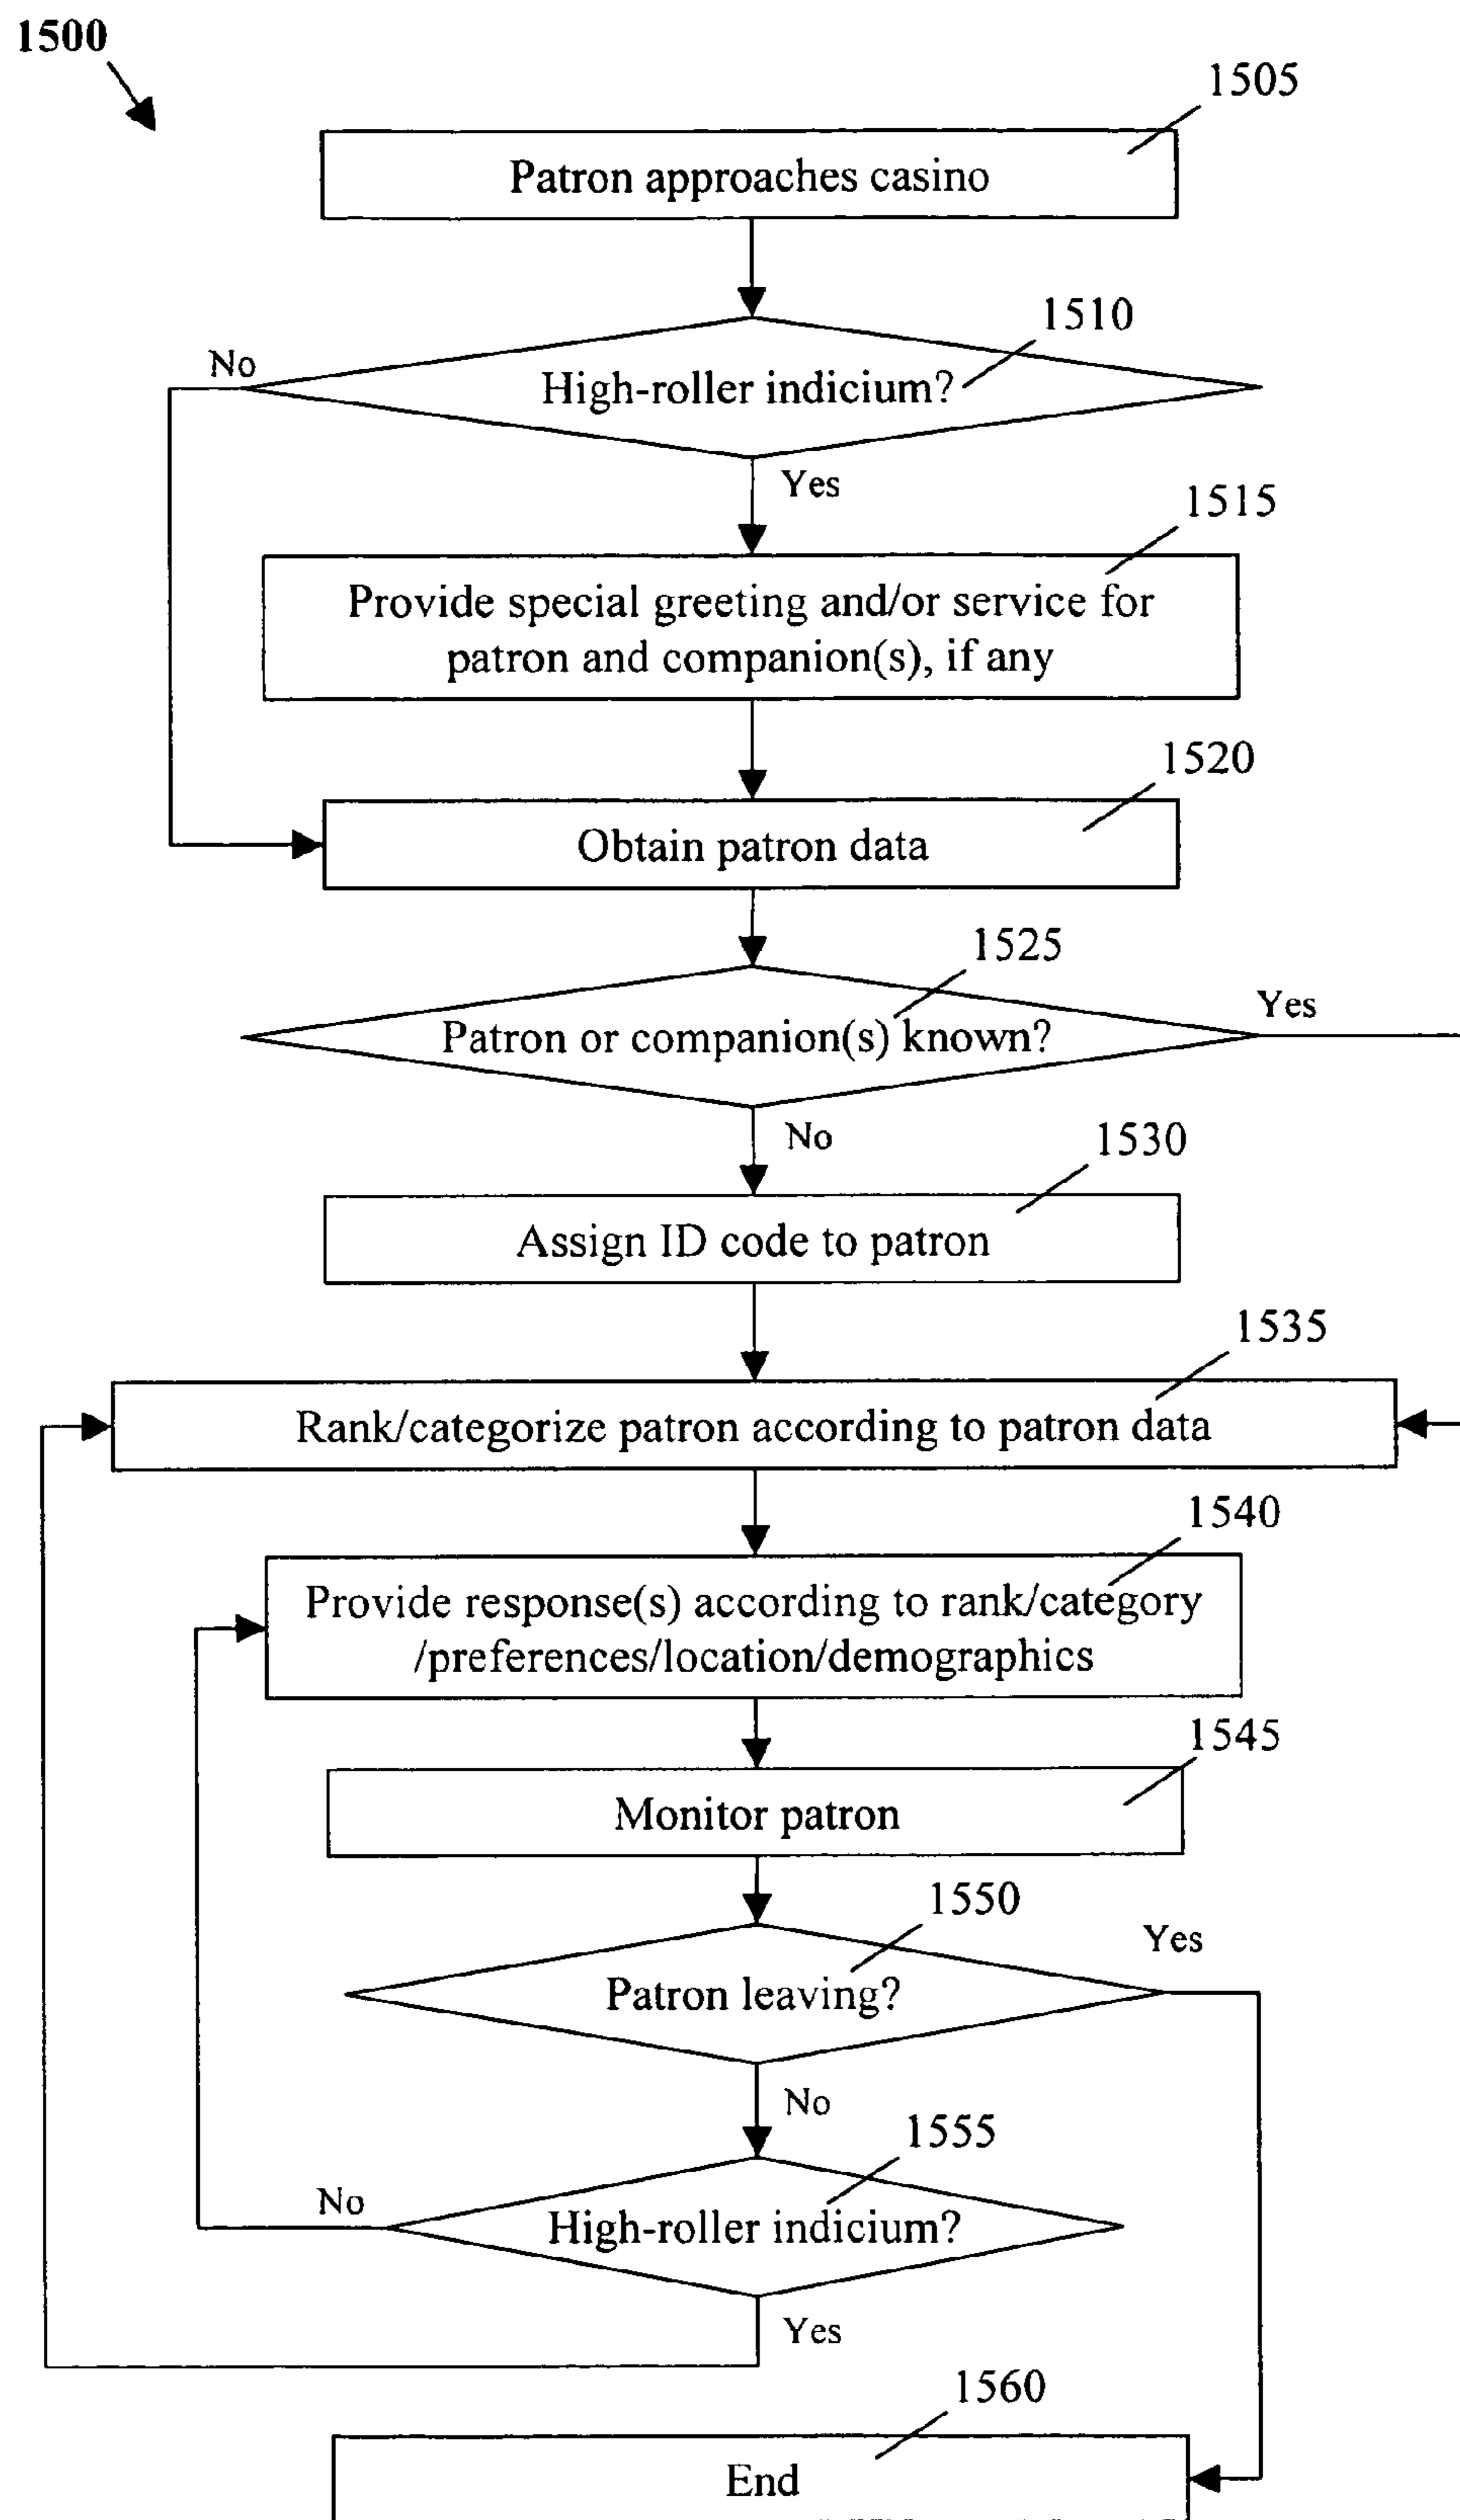 1500
1505
Patron approaches casino
1510
No
High-roller indicium?
Yes
1515
Provide special greeting and/or service for
patron and companion(s), if any
1520
Obtain patron data
1525
Yes
Patron or companion(s) known?
No
1530
Assign ID code to patron
1535
Rank/categorize patron according to patron data
1540
Provide response(s) according to rank/category
/preferences/location/demographics
1545
Monitor patron
1550
Yes
Patron leaving?
No
1555
No
High-roller indicium?
Yes
1560
End